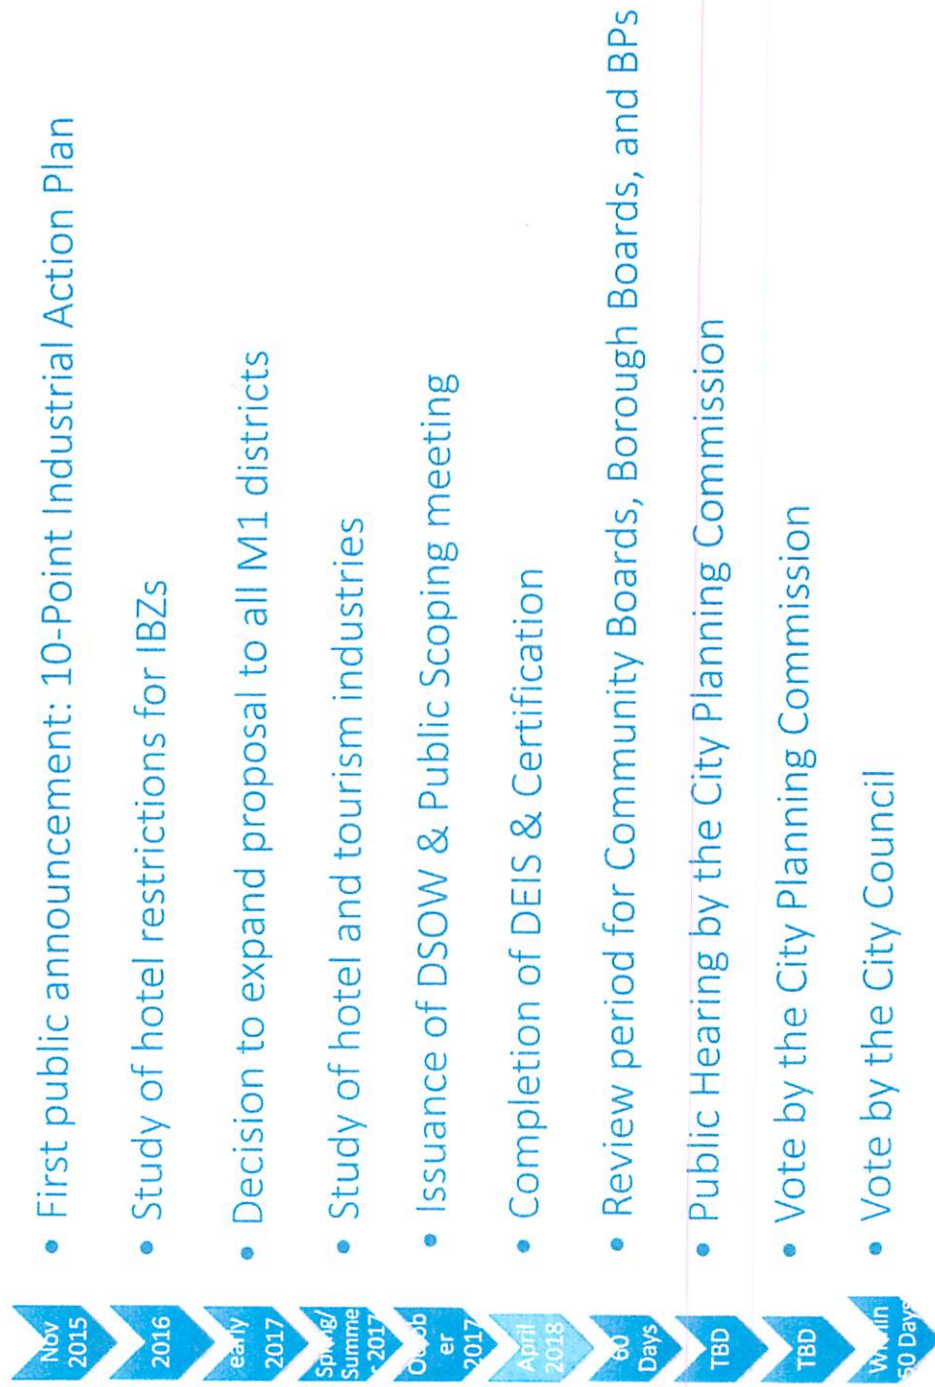 Nov
2015
• First public announcement: 10-Point Industrial Action Plan
2016
• Study of hotel restrictions for IBZs
early
2017
• Decision to expand proposal to all M1 districts
Spring/
Summe
r 2017
• Study of hotel and tourism industries
Octob
er
2017
• Issuance of DSOW & Public Scoping meeting
April
2018
• Completion of DEIS & Certification
60
Days
• Review period for Community Boards, Borough Boards, and BPs
TBD
• Public Hearing by the City Planning Commission
TBD
• Vote by the City Planning Commission
Within
50 Days
• Vote by the City Council